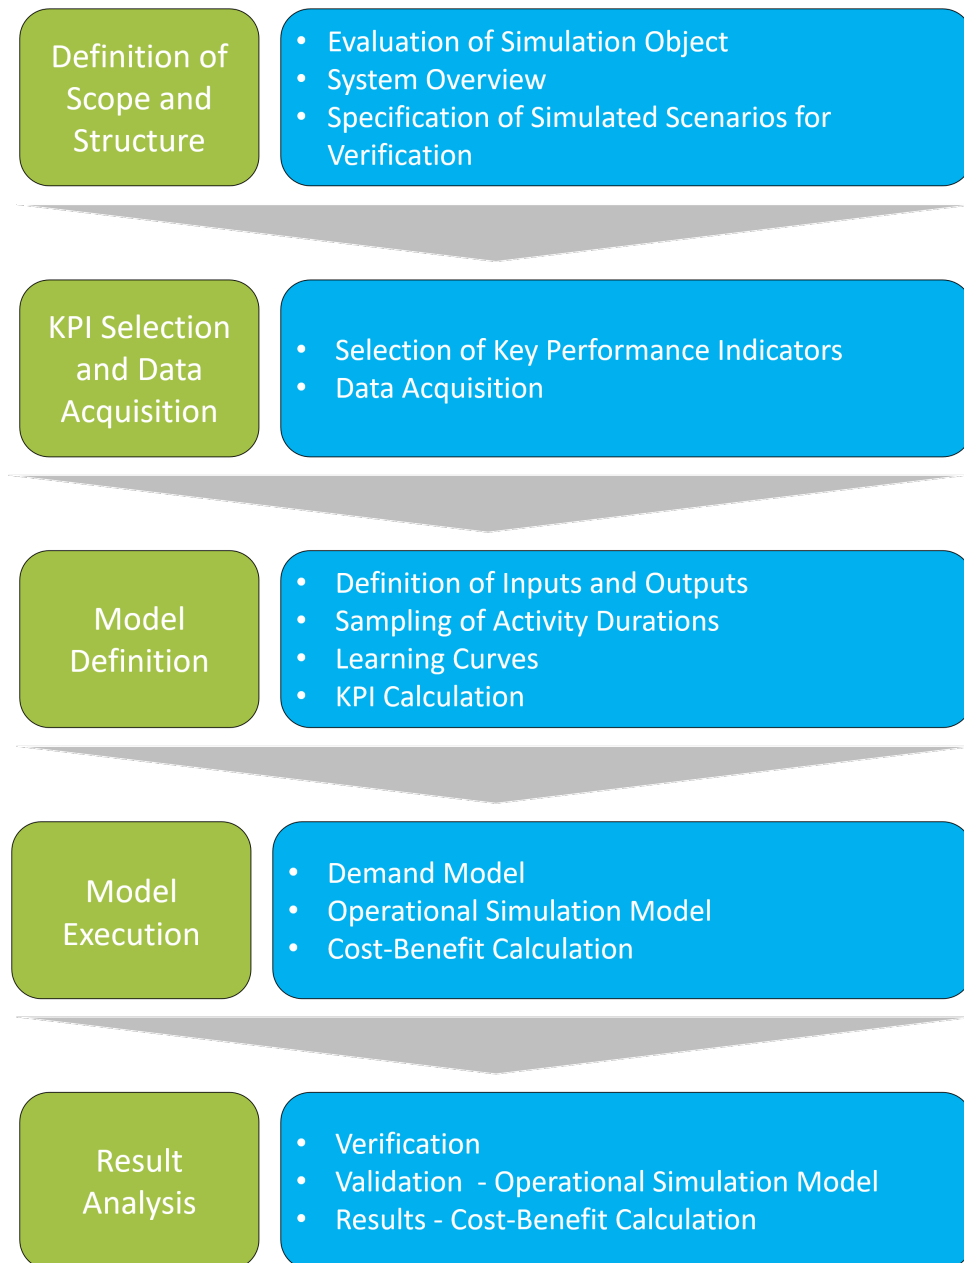 Definition of
Scope and
Structure
• Evaluation of Simulation Object
• System Overview
• Specification of Simulated Scenarios for
Verification
KPI Selection
and Data
Acquisition
• Selection of Key Performance Indicators
• Data Acquisition
Model
Definition
• Definition of Inputs and Outputs
• Sampling of Activity Durations
• Learning Curves
• KPI Calculation
Model
Execution
• Demand Model
• Operational Simulation Model
• Cost-Benefit Calculation
Result
Analysis
• Verification
• Validation - Operational Simulation Model
• Results - Cost-Benefit Calculation